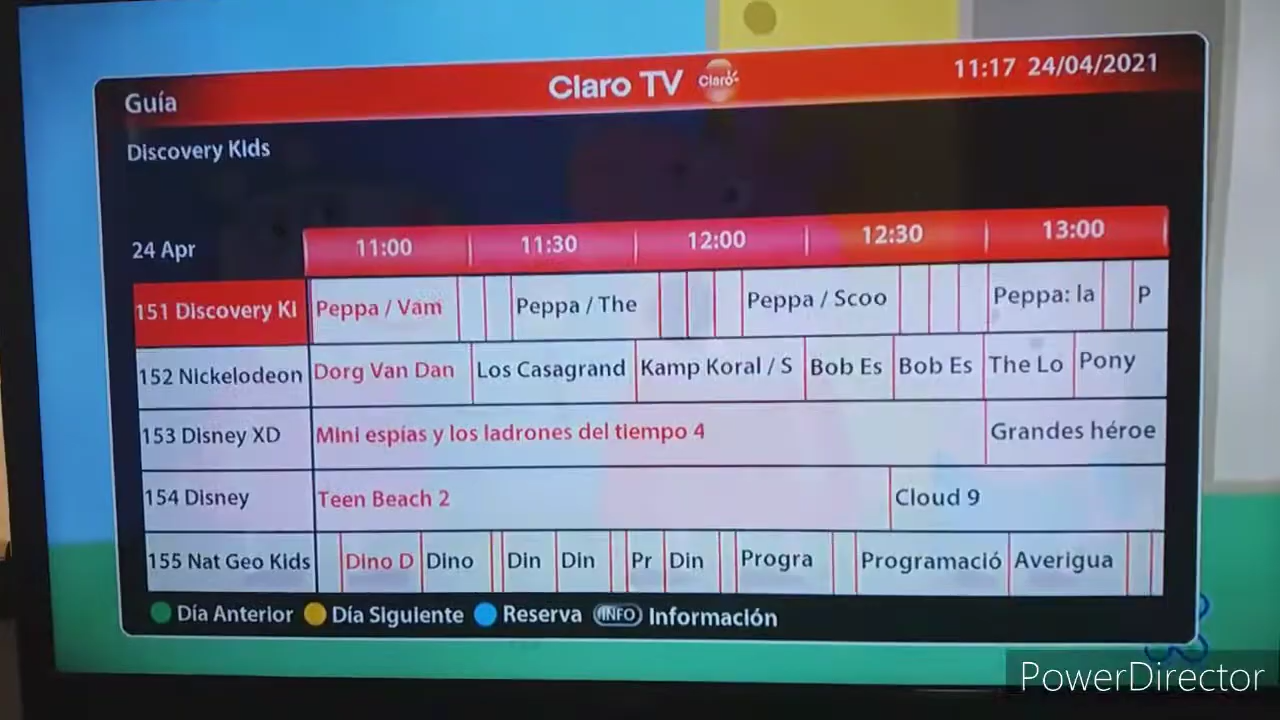 Guía
Claro TV
Claro
11:17 24/04/2021
Discovery Kids
24 Apr 11:00 11:30 12:00 12:30 13:00
151 Discovery Ki Peppa / Vam Peppa / The Peppa / Scoo Peppa: la P
152 Nickelodeon Dorg Van Dan Los Casagrand Kamp Koral / S Bob Es Bob Es The Lo Pony
153 Disney XD Mini espías y los ladrones del tiempo 4 Grandes héroe
154 Disney Teen Beach 2 Cloud 9
155 Nat Geo Kids Dino D Dino Din Din Pr Din Progra Programació Averigua
Día Anterior Día Siguiente Reserva INFO Información
PowerDirector